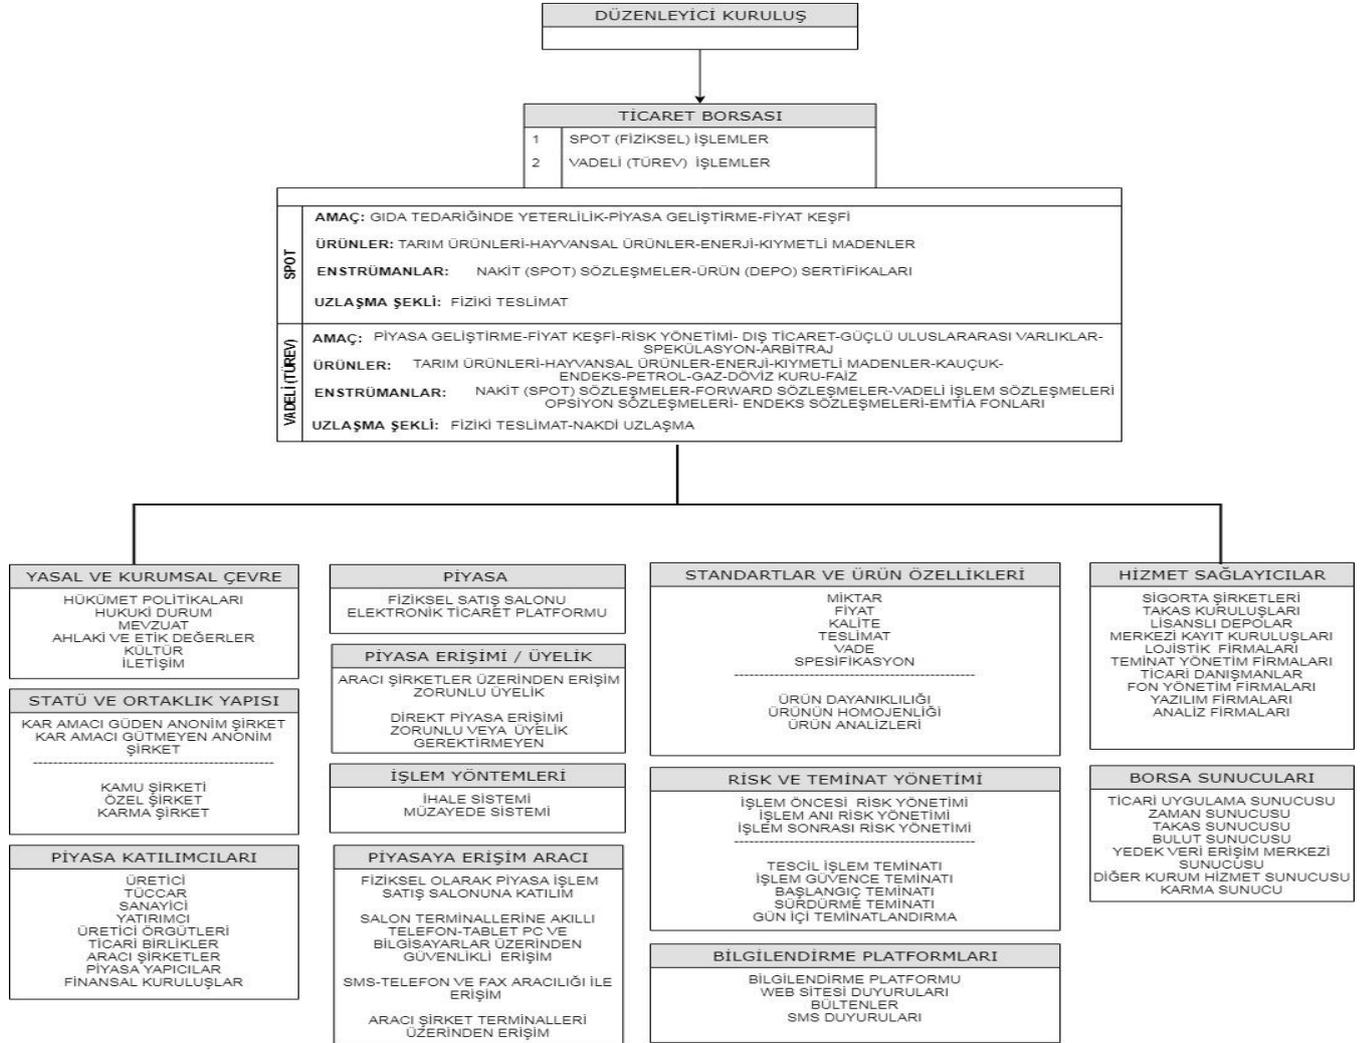 DÜZENLEYİCİ KURULUŞ
TİCARET BORSASI
1 SPOT (FİZİKSEL) İŞLEMLER
2 VADELİ (TÜREV) İŞLEMLER
SPOT
AMAÇ: GIDA TEDARİĞİNDE YETERLİLİK-PİYASA GELİŞTİRME-FİYAT KEŞFİ
ÜRÜNLER: TARIM ÜRÜNLERİ-HAYVANSAL ÜRÜNLER-ENERJİ-KIYMETLİ MADENLER
ENSTRÜMANLAR: NAKİT (SPOT) SÖZLEŞMELER-ÜRÜN (DEPO) SERTİFİKALARI
UZLAŞMA ŞEKLİ: FİZİKİ TESLİMAT
VADELİ (TÜREV)
AMAÇ: PİYASA GELİŞTİRME-FİYAT KEŞFİ-RİSK YÖNETİMİ- DIŞ TİCARET-GÜÇLÜ ULUSLARARASI VARLIKLAR-
SPEKÜLASYON-ARBİTRAJ
ÜRÜNLER: TARIM ÜRÜNLERİ-HAYVANSAL ÜRÜNLER-ENERJİ-KIYMETLİ MADENLER-KAUÇUK-
ENDEKS-PETROL-GAZ-DÖVİZ KURU-FAİZ
ENSTRÜMANLAR: NAKİT (SPOT) SÖZLEŞMELER-FORWARD SÖZLEŞMELER-VADELİ İŞLEM SÖZLEŞMELERİ
OPSİYON SÖZLEŞMELERİ- ENDEKS SÖZLEŞMELERİ-EMTİA FONLARI
UZLAŞMA ŞEKLİ: FİZİKİ TESLİMAT-NAKDİ UZLAŞMA
YASAL VE KURUMSAL ÇEVRE
HÜKÜMET POLİTİKALARI
HUKUKİ DURUM
MEVZUAT
AHLAKİ VE ETİK DEĞERLER
KÜLTÜR
İLETİŞİM
STATÜ VE ORTAKLIK YAPISI
KAR AMACI GÜDEN ANONİM ŞİRKET
KAR AMACI GÜTMEYEN ANONİM
ŞİRKET
KAMU ŞİRKETİ
ÖZEL ŞİRKET
KARMA ŞİRKET
PİYASA KATILIMCILARI
ÜRETİCİ
TÜCCAR
SANAYİCİ
YATIRIMCI
ÜRETİCİ ÖRGÜTLERİ
TİCARİ BİRLİKLER
ARACI ŞİRKETLER
PİYASA YAPICILAR
FİNANSAL KURULUŞLAR
PİYASA
FİZİKSEL SATIŞ SALONU
ELEKTRONİK TİCARET PLATFORMU
PİYASA ERİŞİMİ / ÜYELİK
ARACI ŞİRKETLER ÜZERİNDEN ERİŞİM
ZORUNLU ÜYELİK
DİREKT PİYASA ERİŞİMİ
ZORUNLU VEYA ÜYELİK
GEREKTİRMEYEN
İŞLEM YÖNTEMLERİ
İHALE SİSTEMİ
MÜZAYEDE SİSTEMİ
PİYASAYA ERİŞİM ARACI
FİZİKSEL OLARAK PİYASA İŞLEM
SATIŞ SALONUNA KATILIM
SALON TERMİNALLERİNE AKILLI
TELEFON-TABLET PC VE
BİLGİSAYARLAR ÜZERİNDEN
GÜVENLİKLİ ERİŞİM
SMS-TELEFON VE FAX ARACILIĞI İLE
ERİŞİM
ARACI ŞİRKET TERMİNALLERİ
ÜZERİNDEN ERİŞİM
STANDARTLAR VE ÜRÜN ÖZELLİKLERİ
MİKTAR
FİYAT
KALİTE
TESLİMAT
VADE
SPESİFİKASYON
ÜRÜN DAYANIKLILIĞI
ÜRÜNÜN HOMOJENLİĞİ
ÜRÜN ANALİZLERİ
RİSK VE TEMİNAT YÖNETİMİ
İŞLEM ÖNCESİ RİSK YÖNETİMİ
İŞLEM ANI RİSK YÖNETİMİ
İŞLEM SONRASI RİSK YÖNETİMİ
TESCİL İŞLEM TEMİNATI
İŞLEM GÜVENCE TEMİNATI
BAŞLANGIÇ TEMİNATI
SÜRDÜRME TEMİNATI
GÜN İÇİ TEMİNATLANDIRMA
BİLGİLENDİRME PLATFORMLARI
BİLGİLENDİRME PLATFORMU
WEB SİTESİ DUYURULARI
BÜLTENLER
SMS DUYURULARI
HİZMET SAĞLAYICILAR
SİGORTA ŞİRKETLERİ
TAKAS KURULUŞLARI
LİSANSLI DEPOLAR
MERKEZİ KAYIT KURULUŞLARI
LOJİSTİK FİRMALARI
TEMİNAT YÖNETİM FİRMALARI
TİCARİ DANIŞMANLAR
FON YÖNETİM FİRMALARI
YAZILIM FİRMALARI
ANALİZ FİRMALARI
BORSA SUNUCULARI
TİCARİ UYGULAMA SUNUCUSU
ZAMAN SUNUCUSU
TAKAS SUNUCUSU
BULUT SUNUCUSU
YEDEK VERİ ERİŞİM MERKEZİ
SUNUCUSU
DİĞER KURUM HİZMET SUNUCUSU
KARMA SUNUCU